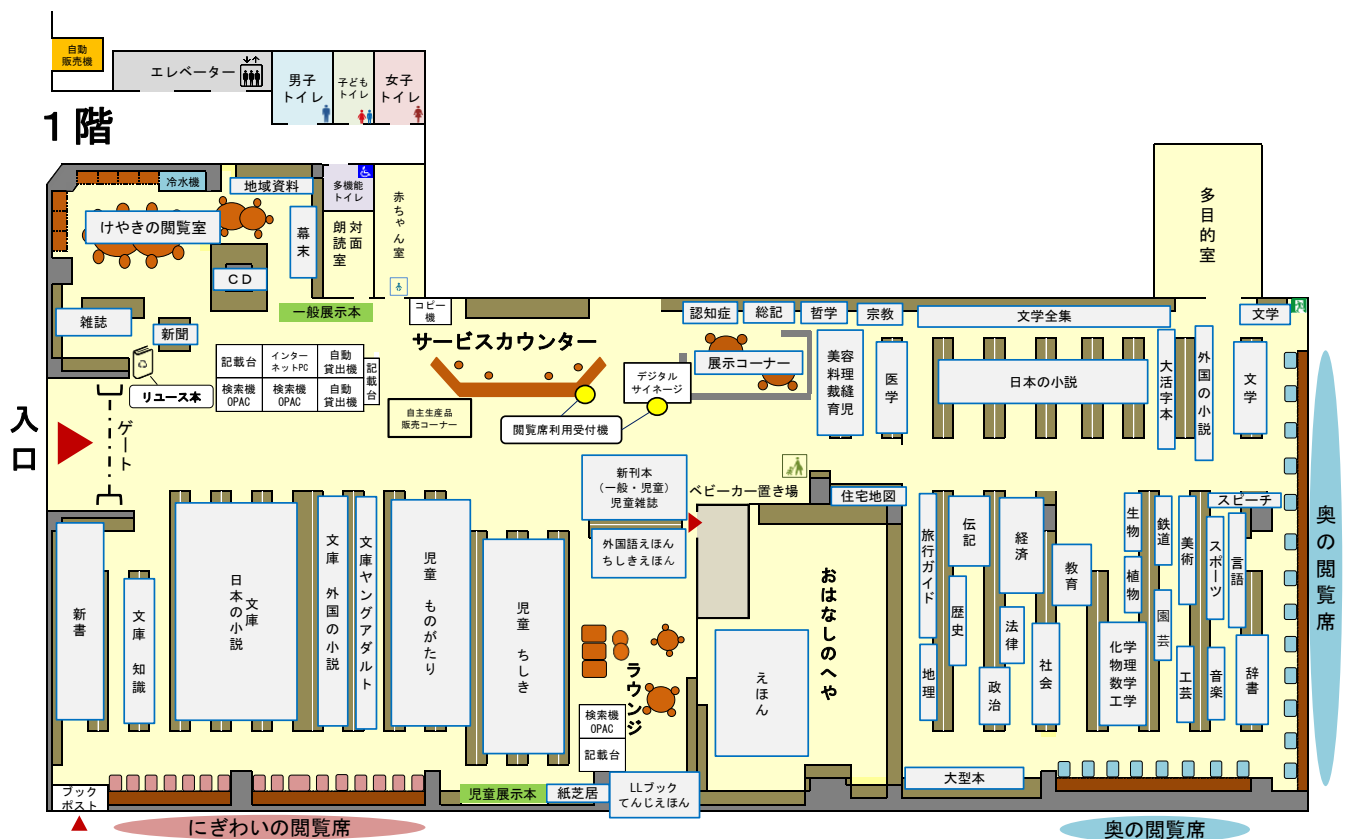 自動
販売機
エレベーター
男子
トイレ
子ども
トイレ
女子
トイレ
1階
冷水機
地域資料
多機能
トイレ
赤ちゃん室
けやきの閲覧室
幕末
対面
朗読室
CD
多目的室
雑誌
新聞
一般展示本
コピー
機
サービスカウンター
認知症
総記
哲学
宗教
文学全集
文学
展示コーナー
美容
料理
裁縫
育児
医学
日本の小説
大活字本
外国の小説
文学
記載台
インター
ネットPC
自動
貸出機
記載台
検索機
OPAC
検索機
OPAC
自動
貸出機
リユース本
デジタル
サイネージ
自主生産品
販売コーナー
閲覧席利用受付機
入口
ゲート
新刊本
(一般・児童)
児童雑誌
ベビーカー置き場
住宅地図
外国語えほん
ちしきえほん
新書
文庫 知識
文庫
日本の小説
文庫 外国の小説
文庫ヤングアダルト
児童 ものがたり
児童 ちしき
おはなしのへや
えほん
ラウンジ
検索機
OPAC
記載台
旅行ガイド
地理
伝記
歴史
経済
法律
政治
教育
社会
生物
植物
化学
物理
数学
工学
鉄道
園芸
美術
工芸
スポーツ
音楽
スピーチ
言語
辞書
奥の閲覧席
大型本
ブック
ポスト
児童展示本
紙芝居
LLブック
てんじえほん
にぎわいの閲覧席
奥の閲覧席